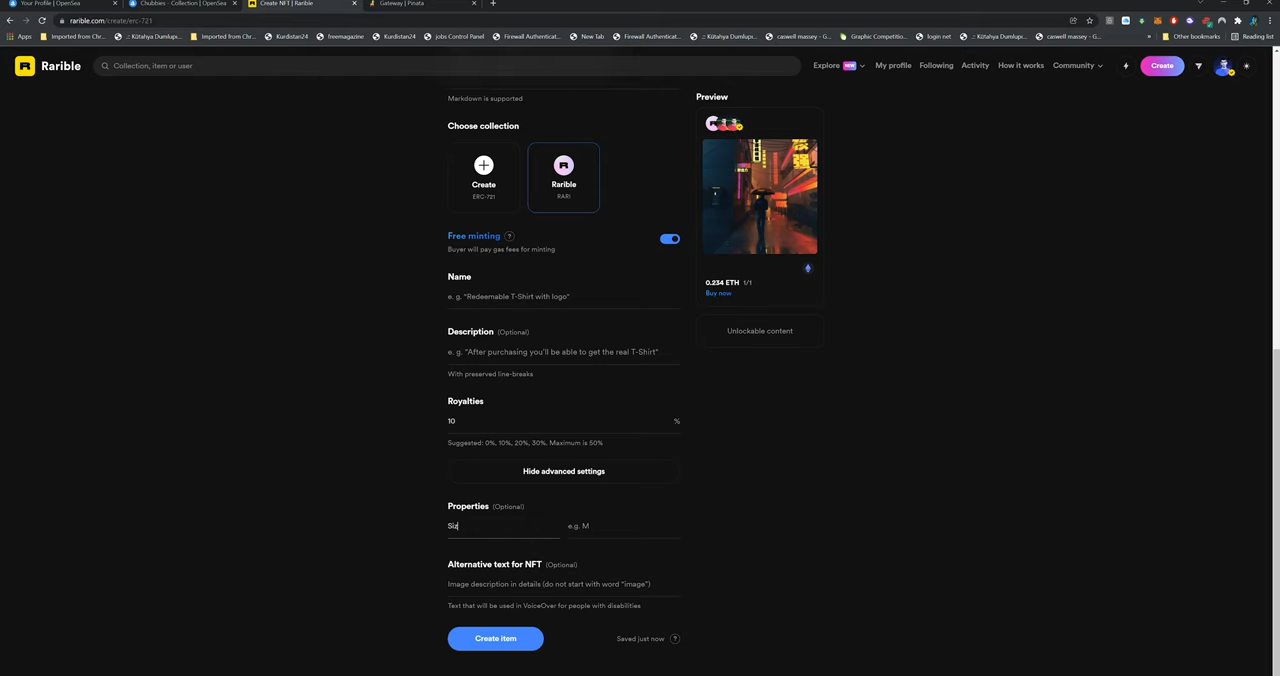 Your Profile | OpenSea
Chubbies - Collection | OpenSea
Create NFT | Rarible
Gateway | Pinata
rarible.com/create/erc-721
Apps
Imported from Chr...
Imported from Chr...
Kurdistan24
freemagazine
Kurdistan24
jobs Control Panel
Firewall Authenticat...
New Tab
Firewall Authenticat...
.:: Kütahya Dumlupı...
caswell massey - G...
.:: Kütahya Dumlupı...
Graphic Competitio...
login net
.:: Kütahya Dumlupı...
caswell massey - G...
»
Other bookmarks
Reading list
Rarible
Collection, item or user
Explore NEW
My profile
Following
Activity
How it works
Community
Create
Markdown is supported
Preview
Choose collection
Create
ERC-721
Rarible
RARI
Free minting ?
Buyer will pay gas fees for minting
Name
e. g. "Redeemable T-Shirt with logo"
0.234 ETH 1/1
Buy now
Description (Optional)
Unlockable content
e. g. "After purchasing you'll be able to get the real T-Shirt"
With preserved line-breaks
Royalties
10 %
Suggested: 0%, 10%, 20%, 30%. Maximum is 50%
Hide advanced settings
Properties (Optional)
Siz
e.g. M
Alternative text for NFT (Optional)
Image description in details (do not start with word "image")
Text that will be used in VoiceOver for people with disabilities
Create item
Saved just now ?